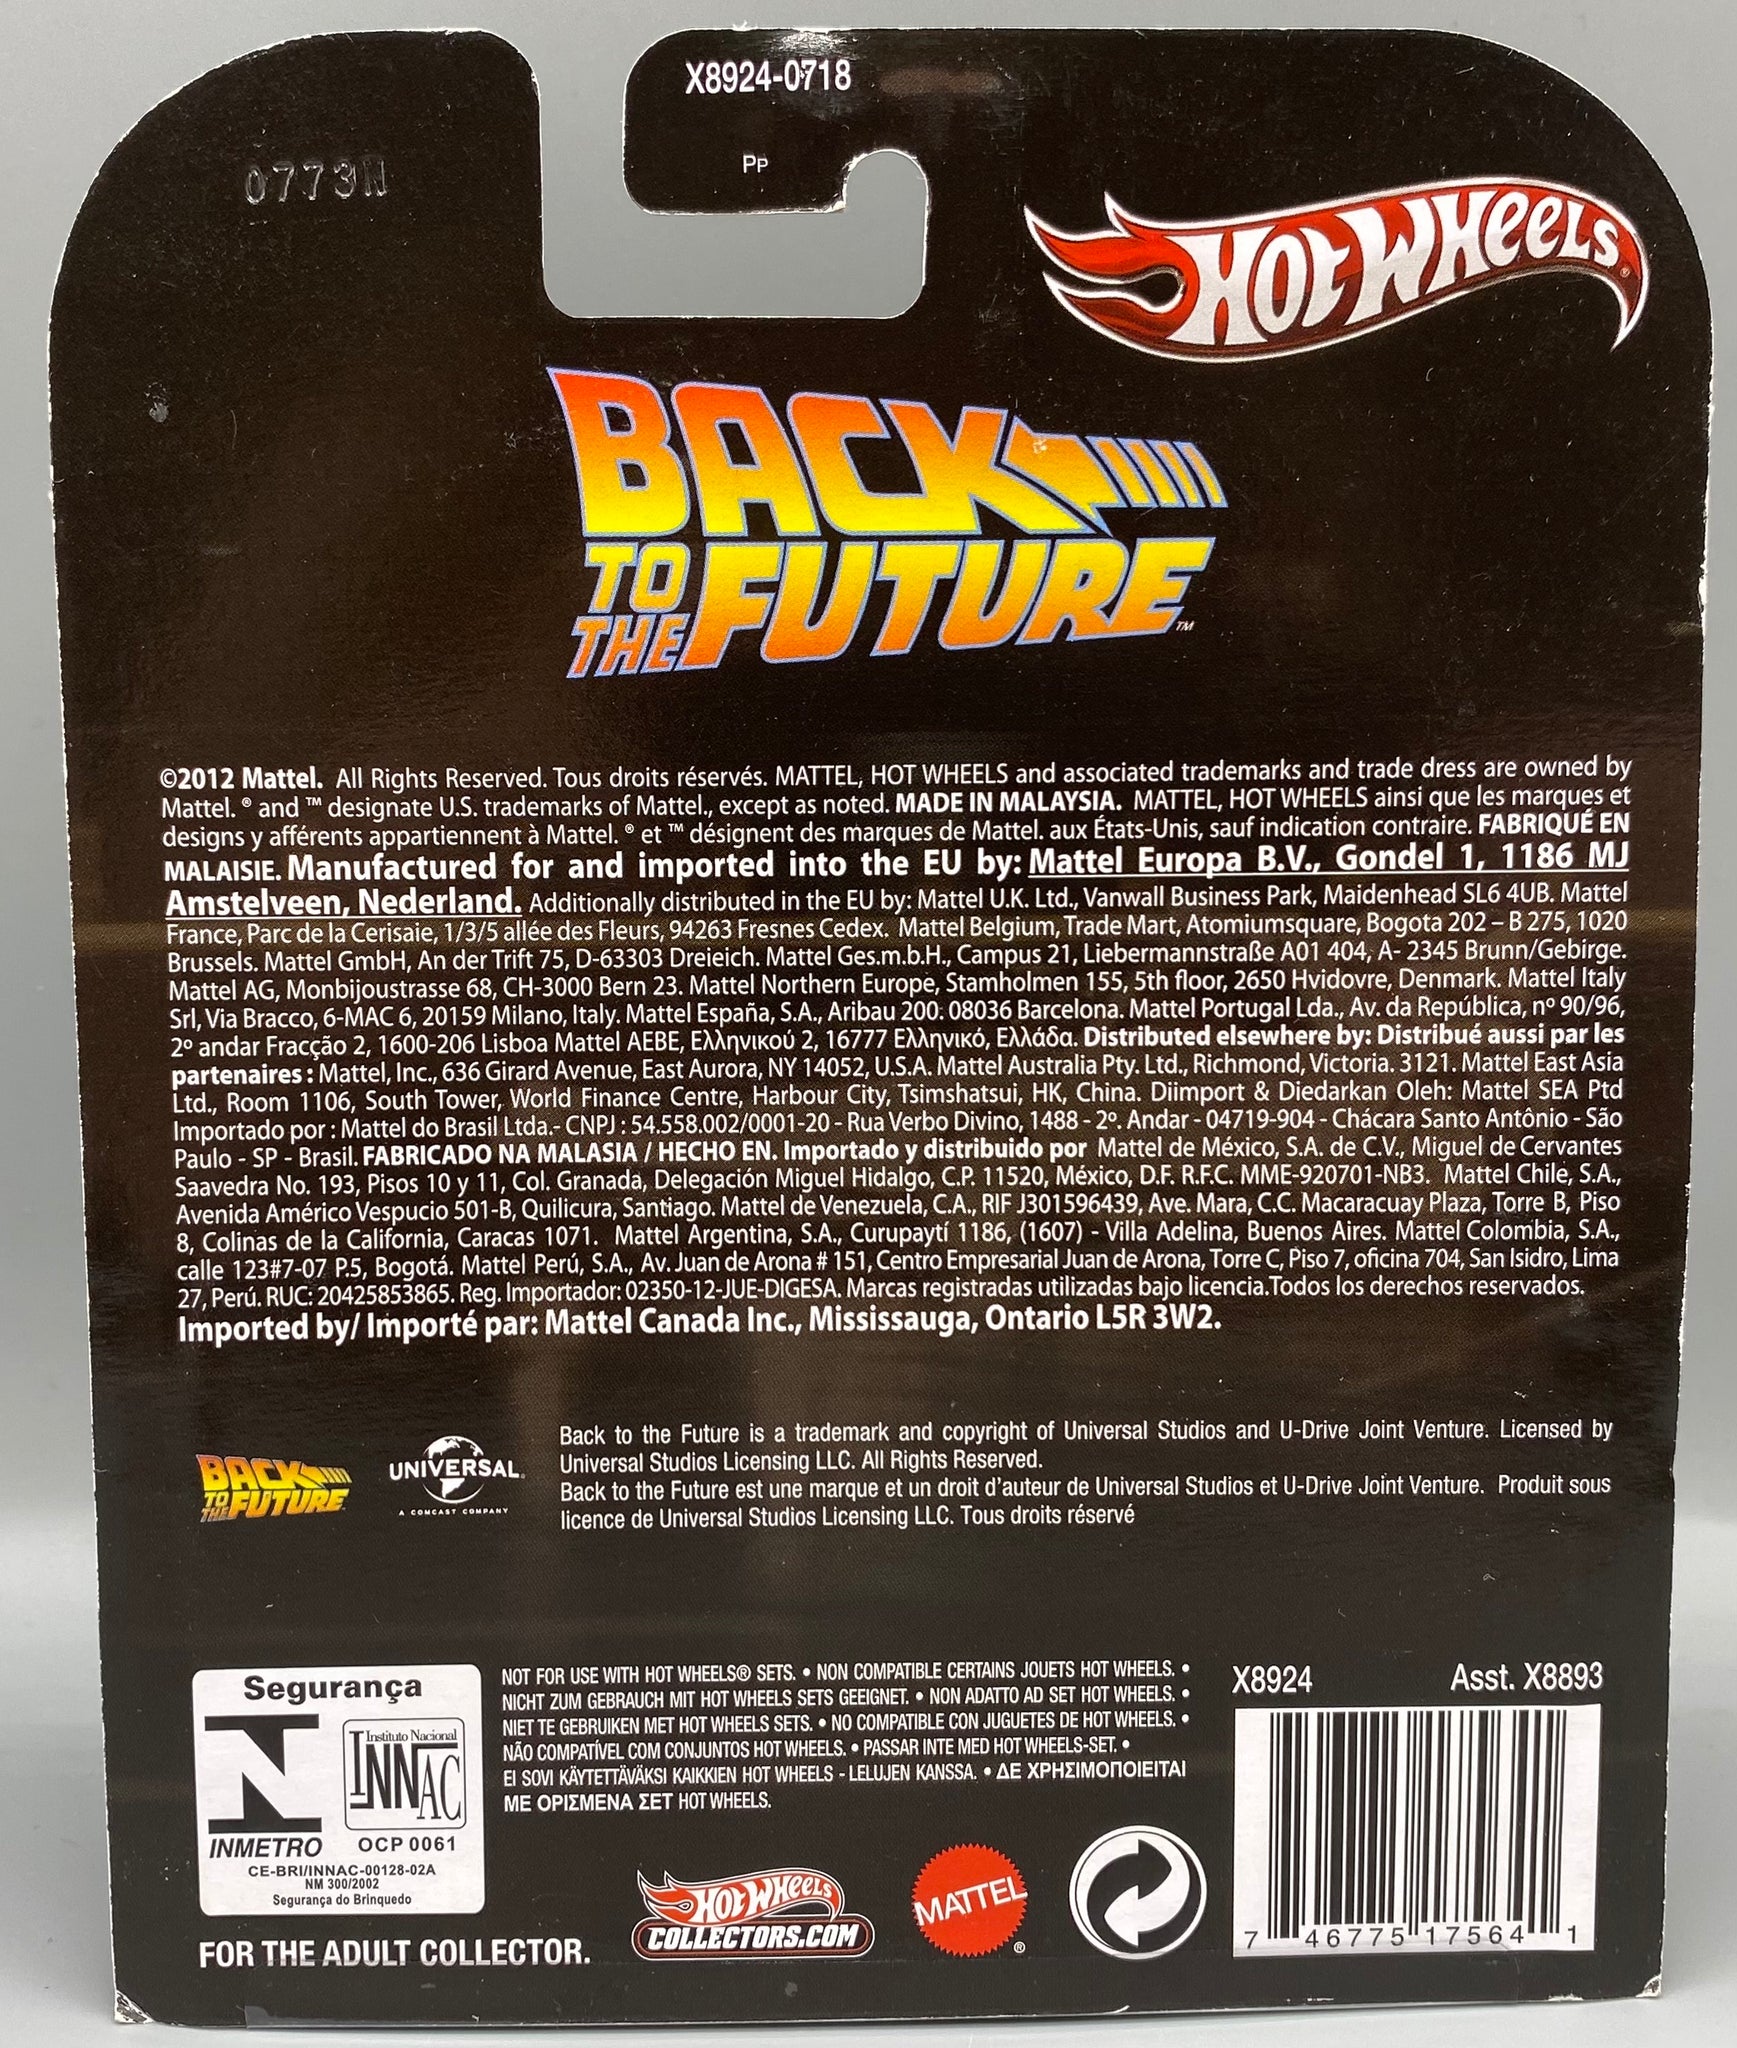 X8924-0718
PP
0773N
HOT WHEELS®
BACK
TO
THE FUTURE™
©2012 Mattel. All Rights Reserved. Tous droits réservés. MATTEL, HOT WHEELS and associated trademarks and trade dress are owned by
Mattel. ® and ™ designate U.S. trademarks of Mattel., except as noted. MADE IN MALAYSIA. MATTEL, HOT WHEELS ainsi que les marques et
designs y afférents appartiennent à Mattel. ® et ™ désignent des marques de Mattel. aux États-Unis, sauf indication contraire. FABRIQUÉ EN
MALAISIE. Manufactured for and imported into the EU by: Mattel Europa B.V., Gondel 1, 1186 MJ
Amstelveen, Nederland. Additionally distributed in the EU by: Mattel U.K. Ltd., Vanwall Business Park, Maidenhead SL6 4UB. Mattel
France, Parc de la Cerisaie, 1/3/5 allée des Fleurs, 94263 Fresnes Cedex. Mattel Belgium, Trade Mart, Atomiumsquare, Bogota 202 – B 275, 1020
Brussels. Mattel GmbH, An der Trift 75, D-63303 Dreieich. Mattel Ges.m.b.H., Campus 21, Liebermannstraße A01 404, A- 2345 Brunn/Gebirge.
Mattel AG, Monbijoustrasse 68, CH-3000 Bern 23. Mattel Northern Europe, Stamholmen 155, 5th floor, 2650 Hvidovre, Denmark. Mattel Italy
Srl, Via Bracco, 6-MAC 6, 20159 Milano, Italy. Mattel España, S.A., Aribau 200. 08036 Barcelona. Mattel Portugal Lda., Av. da República, nº 90/96,
2º andar Fracção 2, 1600-206 Lisboa Mattel AEBE, Ελληνικού 2, 16777 Ελληνικό, Ελλάδα. Distributed elsewhere by: Distribué aussi par les
partenaires : Mattel, Inc., 636 Girard Avenue, East Aurora, NY 14052, U.S.A. Mattel Australia Pty. Ltd., Richmond, Victoria. 3121. Mattel East Asia
Ltd., Room 1106, South Tower, World Finance Centre, Harbour City, Tsimshatsui, HK, China. Diimport & Diedarkan Oleh: Mattel SEA Ptd
Importado por : Mattel do Brasil Ltda.- CNPJ : 54.558.002/0001-20 - Rua Verbo Divino, 1488 - 2º. Andar - 04719-904 - Chácara Santo Antônio - São
Paulo - SP - Brasil. FABRICADO NA MALASIA / HECHO EN. Importado y distribuido por Mattel de México, S.A. de C.V., Miguel de Cervantes
Saavedra No. 193, Pisos 10 y 11, Col. Granada, Delegación Miguel Hidalgo, C.P. 11520, México, D.F. R.F.C. MME-920701-NB3. Mattel Chile, S.A.,
Avenida Américo Vespucio 501-B, Quilicura, Santiago. Mattel de Venezuela, C.A., RIF J301596439, Ave. Mara, C.C. Macaracuay Plaza, Torre B, Piso
8, Colinas de la California, Caracas 1071. Mattel Argentina, S.A., Curupaytí 1186, (1607) - Villa Adelina, Buenos Aires. Mattel Colombia, S.A.,
calle 123#7-07 P.5, Bogotá. Mattel Perú, S.A., Av. Juan de Arona # 151, Centro Empresarial Juan de Arona, Torre C, Piso 7, oficina 704, San Isidro, Lima
27, Perú. RUC: 20425853865. Reg. Importador: 02350-12-JUE-DIGESA. Marcas registradas utilizadas bajo licencia.Todos los derechos reservados.
Imported by/ Importé par: Mattel Canada Inc., Mississauga, Ontario L5R 3W2.
BACK
TO
THE FUTURE
UNIVERSAL
A COMCAST COMPANY
Back to the Future is a trademark and copyright of Universal Studios and U-Drive Joint Venture. Licensed by
Universal Studios Licensing LLC. All Rights Reserved.
Back to the Future est une marque et un droit d'auteur de Universal Studios et U-Drive Joint Venture. Produit sous
licence de Universal Studios Licensing LLC. Tous droits réservé
Segurança
Instituto Nacional
INNAC
INMETRO
OCP 0061
CE-BRI/INNAC-00128-02A
NM 300/2002
Segurança do Brinquedo
FOR THE ADULT COLLECTOR.
NOT FOR USE WITH HOT WHEELS® SETS. • NON COMPATIBLE CERTAINS JOUETS HOT WHEELS. •
NICHT ZUM GEBRAUCH MIT HOT WHEELS SETS GEEIGNET. • NON ADATTO AD SET HOT WHEELS. •
NIET TE GEBRUIKEN MET HOT WHEELS SETS. • NO COMPATIBLE CON JUGUETES DE HOT WHEELS. •
NÃO COMPATÍVEL COM CONJUNTOS HOT WHEELS. • PASSAR INTE MED HOT WHEELS-SET. •
EI SOVI KÄYTETTÄVÄKSI KAIKKIEN HOT WHEELS - LELUJEN KANSSA. • ΔΕ ΧΡΗΣΙΜΟΠΟΙΕΙΤΑΙ
ΜΕ ΟΡΙΣΜΕΝΑ ΣΕΤ HOT WHEELS.
HOT WHEELS
COLLECTORS.COM
MATTEL®
X8924 Asst. X8893
7 46775 17564 1